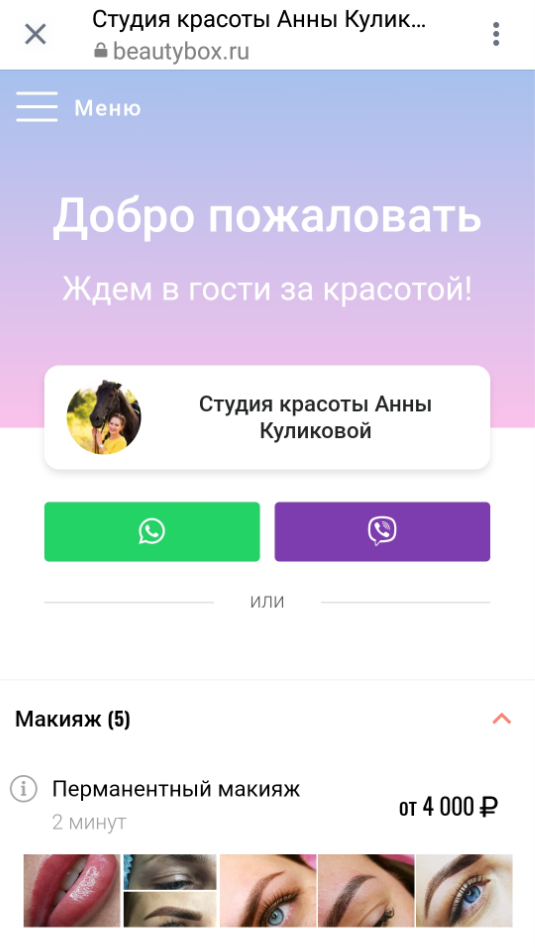 Студия красоты Анны Кулик...
beautybox.ru
Меню
Добро пожаловать
Ждем в гости за красотой!
Студия красоты Анны
Куликовой
или
Макияж (5)
Перманентный макияж
от 4 000 ₽
2 минут